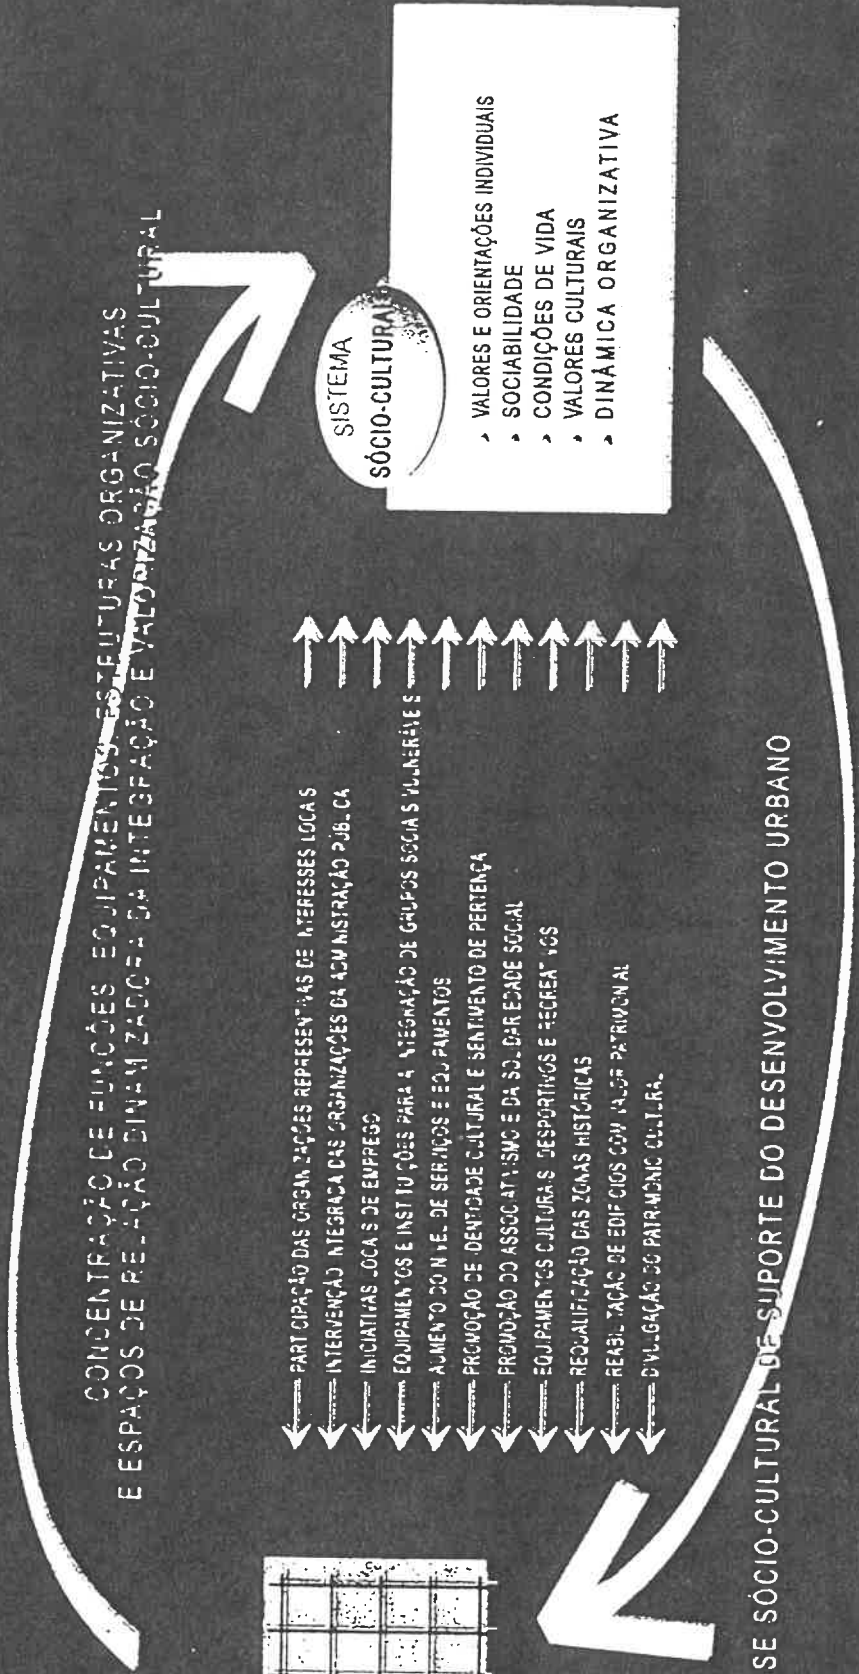 CONCENTRAÇÃO DE FUNÇÕES, EQUIPAMENTOS, ESTRUTURAS ORGANIZATIVAS
E ESPAÇOS DE RELAÇÃO DINAMIZADORA DA INTEGRAÇÃO E VALORIZAÇÃO SÓCIO-CULTURAL
SISTEMA
SÓCIO-CULTURAL
VALORES E ORIENTAÇÕES INDIVIDUAIS
SOCIABILIDADE
CONDIÇÕES DE VIDA
VALORES CULTURAIS
DINÂMICA ORGANIZATIVA
PARTICIPAÇÃO DAS ORGANIZAÇÕES REPRESENTATIVAS DE INTERESSES LOCAIS
INTERVENÇÃO INTEGRADA DAS ORGANIZAÇÕES DA ADMINISTRAÇÃO PÚBLICA
INICIATIVAS LOCAIS DE EMPREGO
EQUIPAMENTOS E INSTITUIÇÕES PARA A INTEGRAÇÃO DE GRUPOS SOCIAIS VULNERÁVEIS
AUMENTO DO NIVEL DE SERVIÇOS E EQUIPAMENTOS
PROMOÇÃO DE IDENTIDADE CULTURAL E SENTIMENTO DE PERTENÇA
PROMOÇÃO DO ASSOCIATIVISMO E DA SOLIDARIEDADE SOCIAL
EQUIPAMENTOS CULTURAIS, DESPORTIVOS E RECREATIVOS
REQUALIFICAÇÃO DAS ZONAS HISTÓRICAS
REABILITAÇÃO DE EDIFICIOS COM VALOR PATRIMONIAL
DIVULGAÇÃO DO PATRIMÓNIO CULTURAL
SE SÓCIO-CULTURAL DE SUPORTE DO DESENVOLVIMENTO URBANO